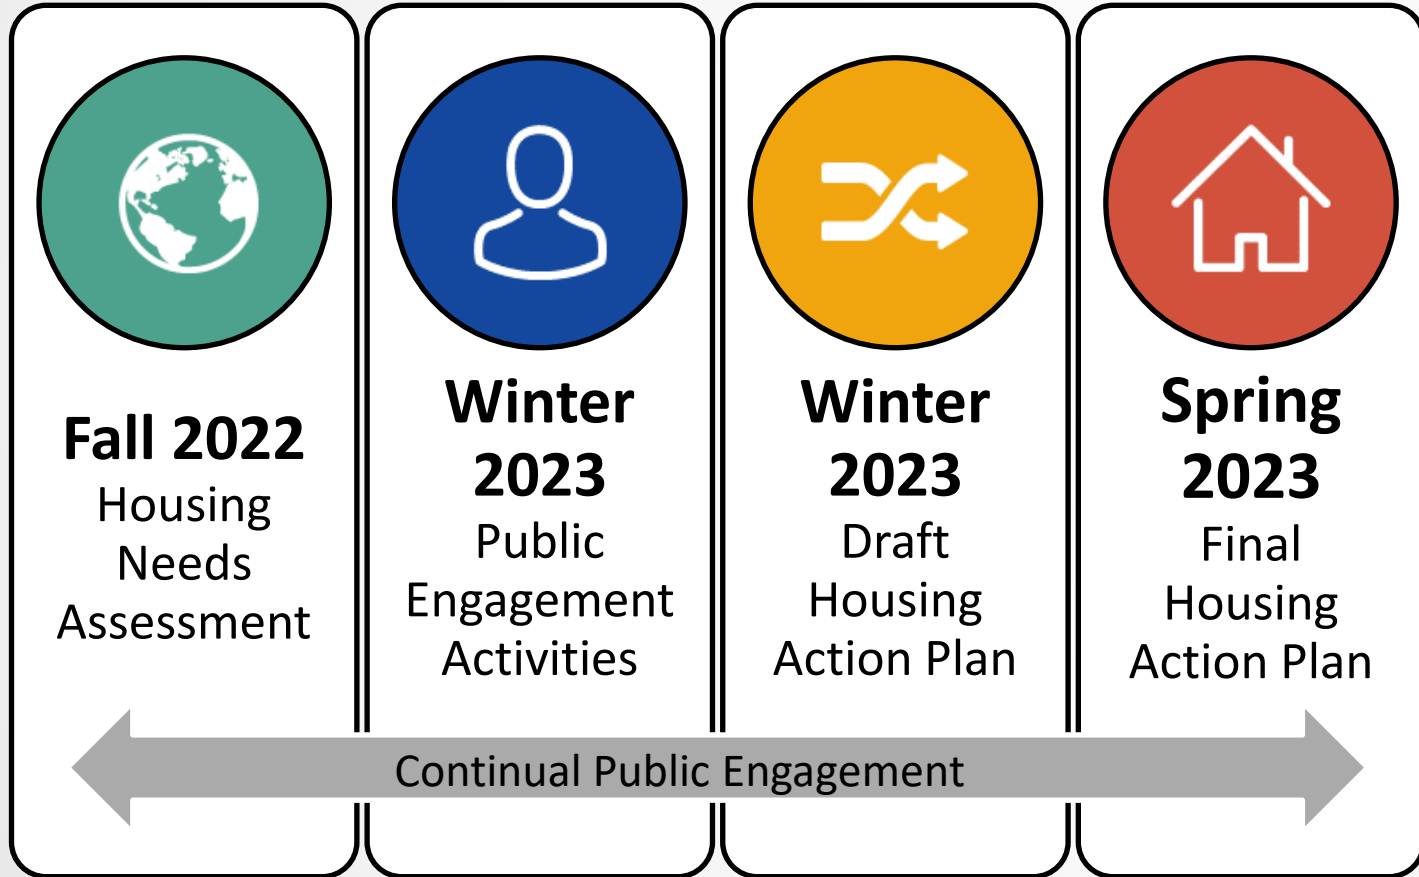 Fall 2022
Housing
Needs
Assessment
Winter
2023
Public
Engagement
Activities
Winter
2023
Draft
Housing
Action Plan
Spring
2023
Final
Housing
Action Plan
Continual Public Engagement